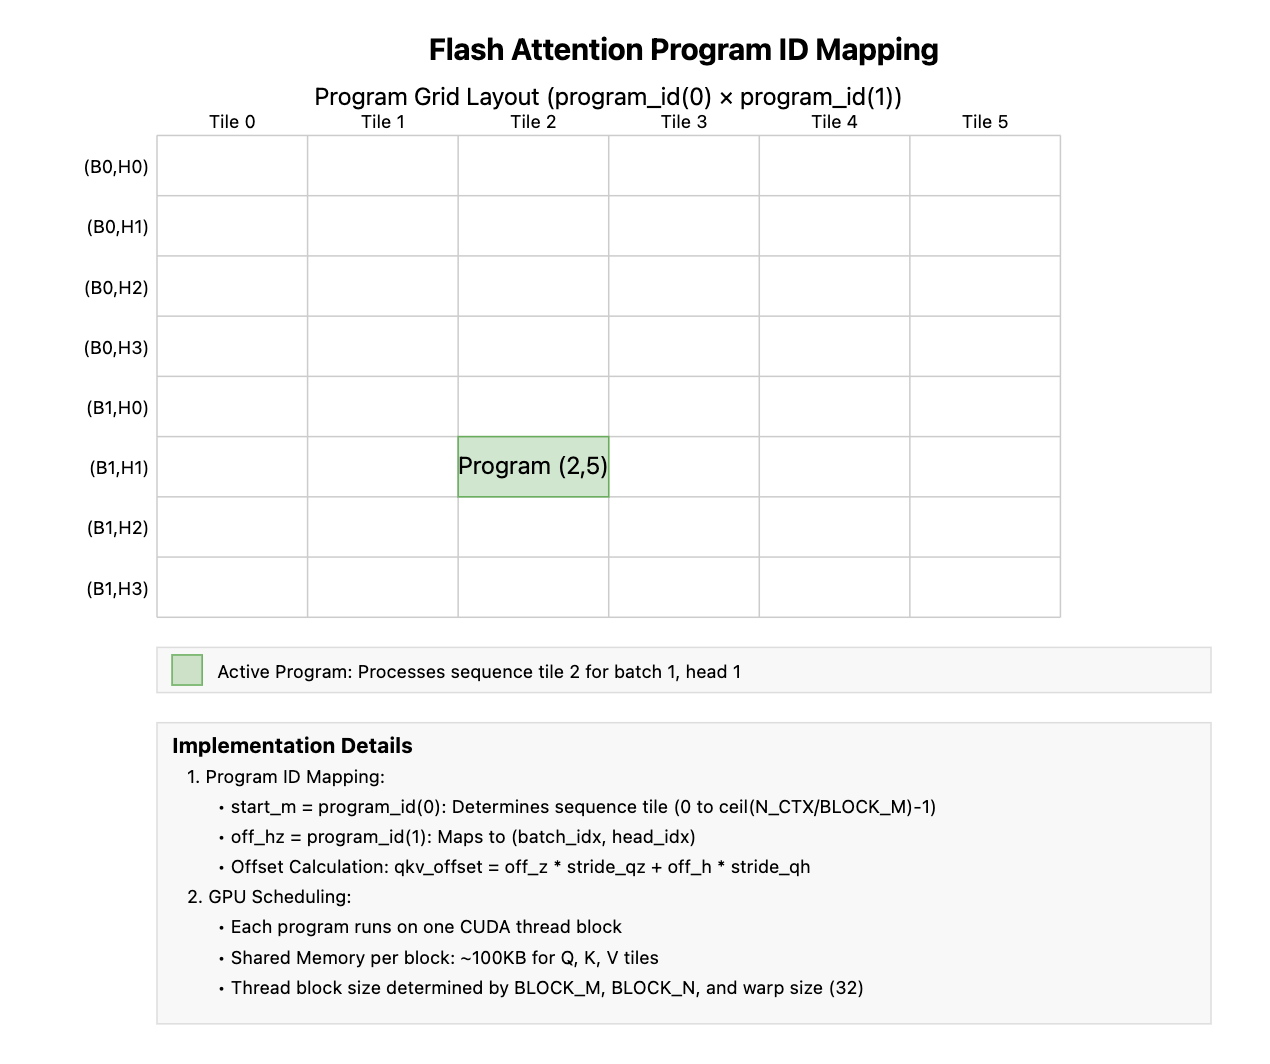 Flash Attention Program ID Mapping
Program Grid Layout (program_id(0) × program_id(1))
Tile 0 Tile 1 Tile 2 Tile 3 Tile 4 Tile 5
(B0,H0)
(B0,H1)
(B0,H2)
(B0,H3)
(B1,H0)
(B1,H1) Program (2,5)
(B1,H2)
(B1,H3)
Active Program: Processes sequence tile 2 for batch 1, head 1
Implementation Details
1. Program ID Mapping:
• start_m = program_id(0): Determines sequence tile (0 to ceil(N_CTX/BLOCK_M)-1)
• off_hz = program_id(1): Maps to (batch_idx, head_idx)
• Offset Calculation: qkv_offset = off_z * stride_qz + off_h * stride_qh
2. GPU Scheduling:
• Each program runs on one CUDA thread block
• Shared Memory per block: ~100KB for Q, K, V tiles
• Thread block size determined by BLOCK_M, BLOCK_N, and warp size (32)